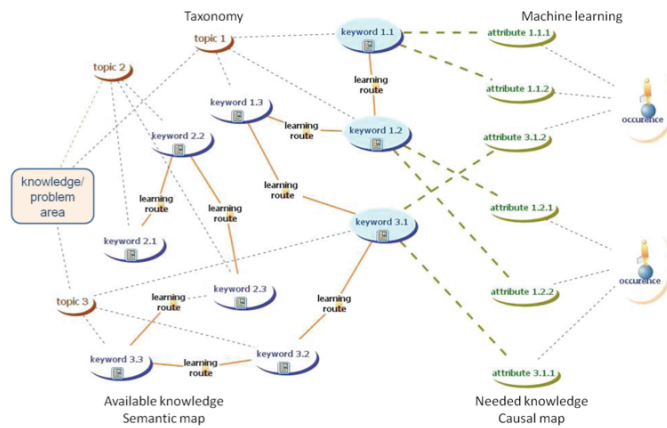 Taxonomy
Machine learning
topic 1
keyword 1.1
attribute 1.1.1
topic 2
learning
route
attribute 1.1.2
occurence
keyword 1.3
keyword 2.2
learning
route
keyword 1.2
attribute 3.1.2
knowledge/
problem
area
learning
route
learning
route
learning
route
attribute 1.2.1
keyword 3.1
keyword 2.1
occurence
topic 3
learning
route
keyword 2.3
attribute 1.2.2
learning
route
keyword 3.3
learning
route
keyword 3.2
attribute 3.1.1
Available knowledge
Semantic map
Needed knowledge
Causal map